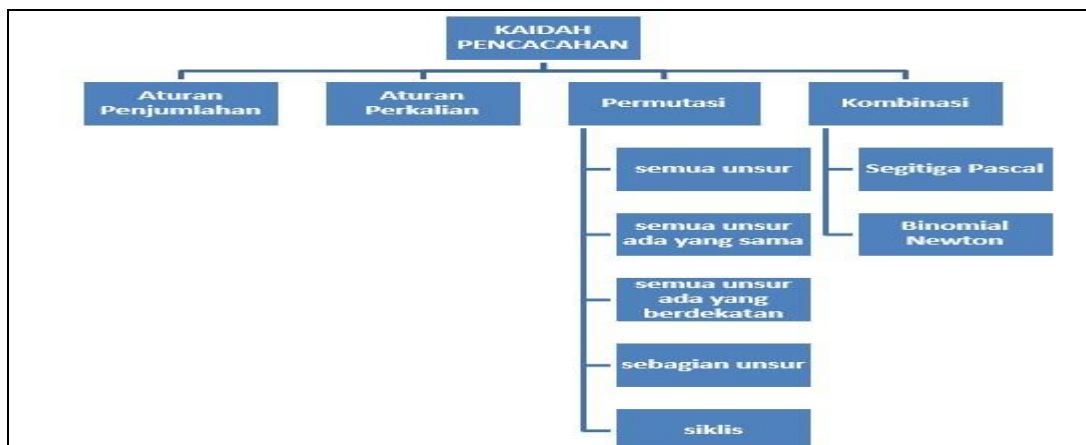 KAIDAH
PENCACAHAN
Aturan
Penjumlahan
Aturan
Perkalian
Permutasi
semua unsur
semua unsur
ada yang sama
semua unsur
ada yang
berdekatan
sebagian unsur
siklis
Kombinasi
Segitiga Pascal
Binomial
Newton